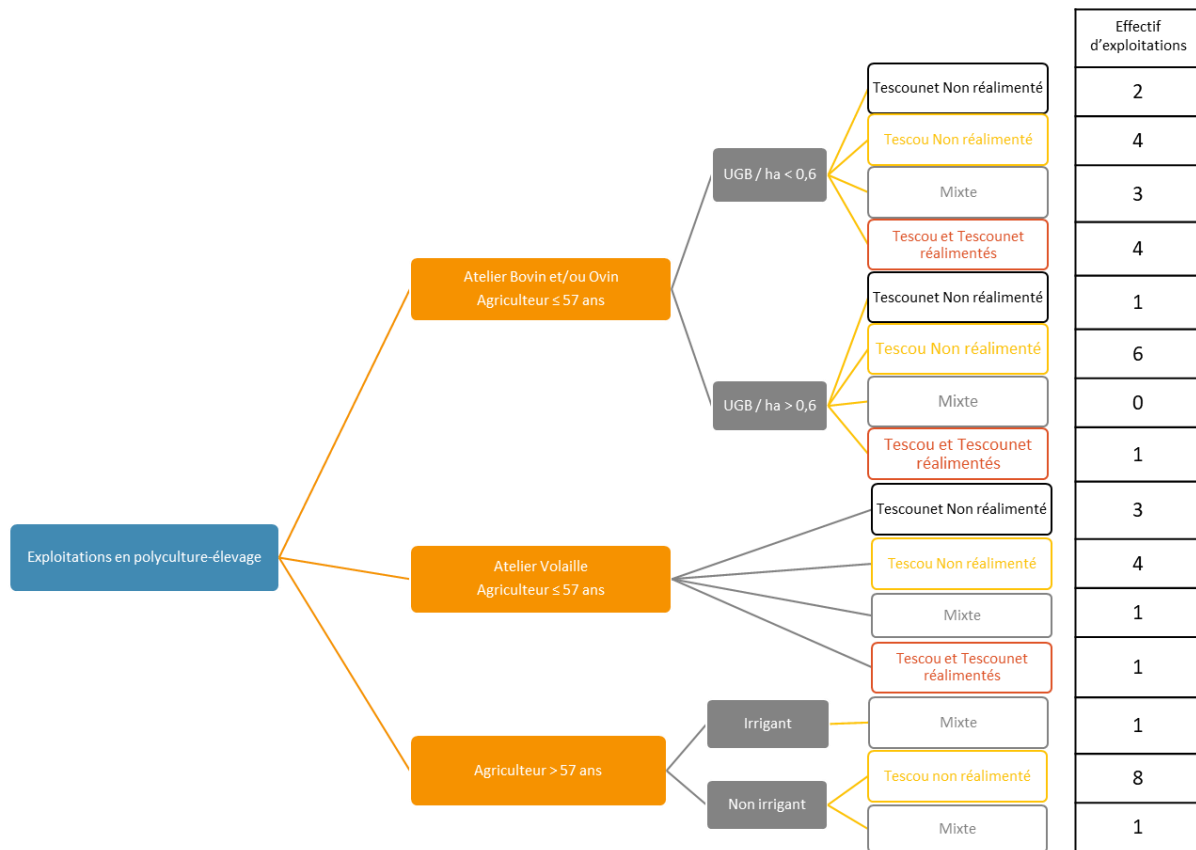 Effectif
d'exploitations
Tescounet Non réalimenté
2
Tescou Non réalimenté
4
UGB / ha < 0,6
Mixte
3
Tescou et Tescounet
réalimentés
4
Atelier Bovin et/ou Ovin
Agriculteur ≤ 57 ans
Tescounet Non réalimenté
1
Tescou Non réalimenté
6
UGB / ha > 0,6
Mixte
0
Tescou et Tescounet
réalimentés
1
Tescounet Non réalimenté
3
Exploitations en polyculture-élevage
Atelier Volaille
Agriculteur ≤ 57 ans
Tescou Non réalimenté
4
Mixte
1
Tescou et Tescounet
réalimentés
1
Irrigant
Mixte
1
Agriculteur > 57 ans
Tescou non réalimenté
8
Non irrigant
Mixte
1